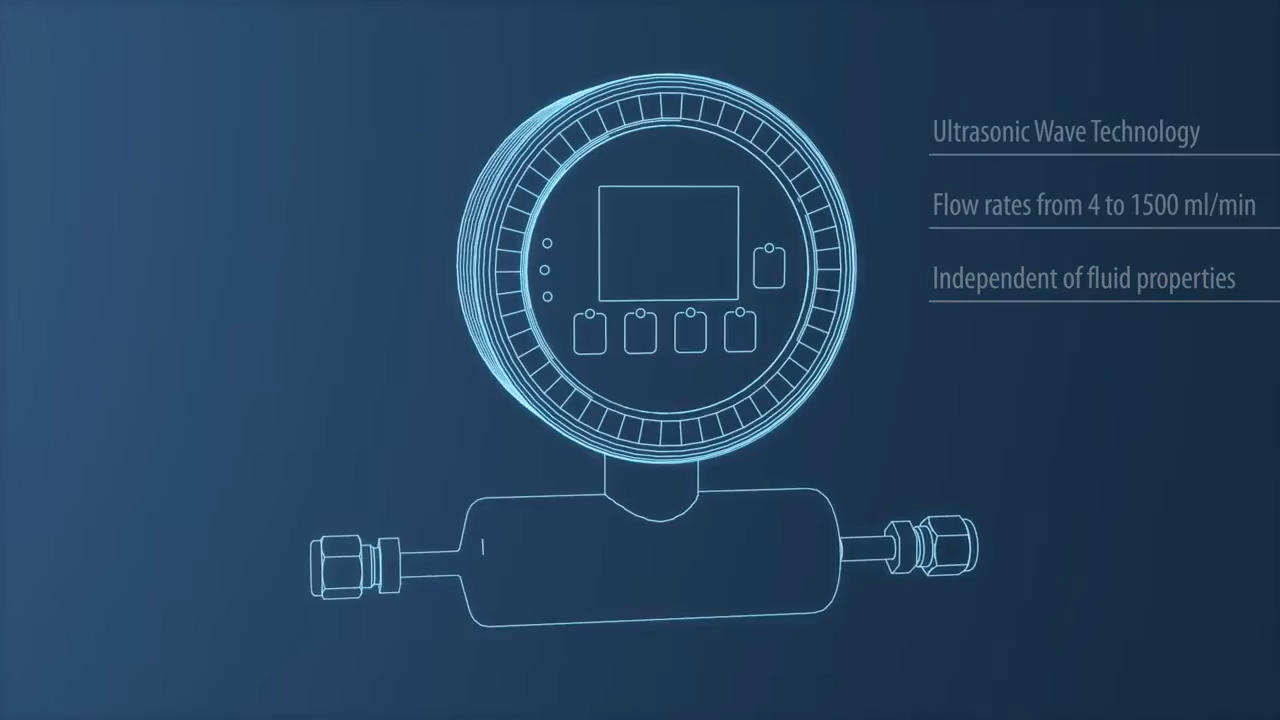 Ultrasonic Wave Technology
Flow rates from 4 to 1500 ml/min
Independent of fluid properties